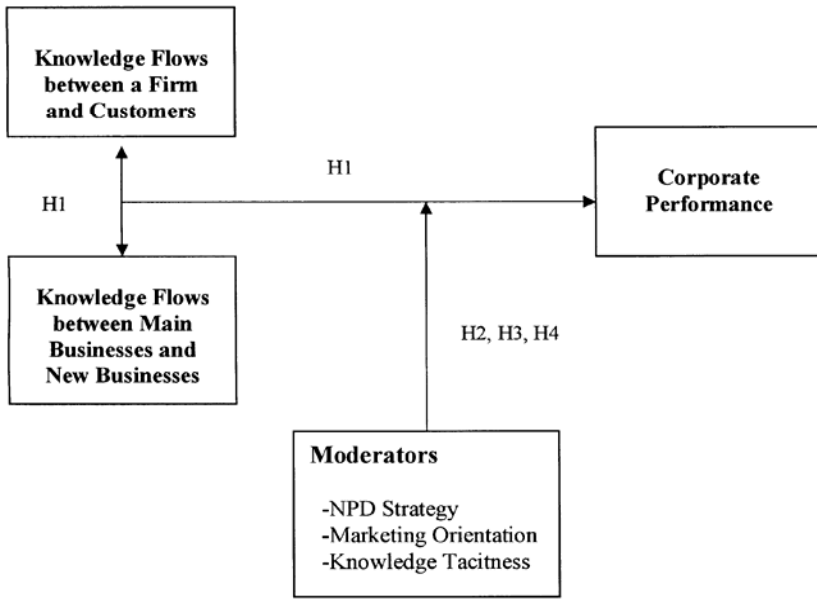 Knowledge Flows
between a Firm
and Customers
H1
H1
Corporate
Performance
Knowledge Flows
between Main
Businesses and
New Businesses
H2, H3, H4
Moderators
-NPD Strategy
-Marketing Orientation
-Knowledge Tacitness